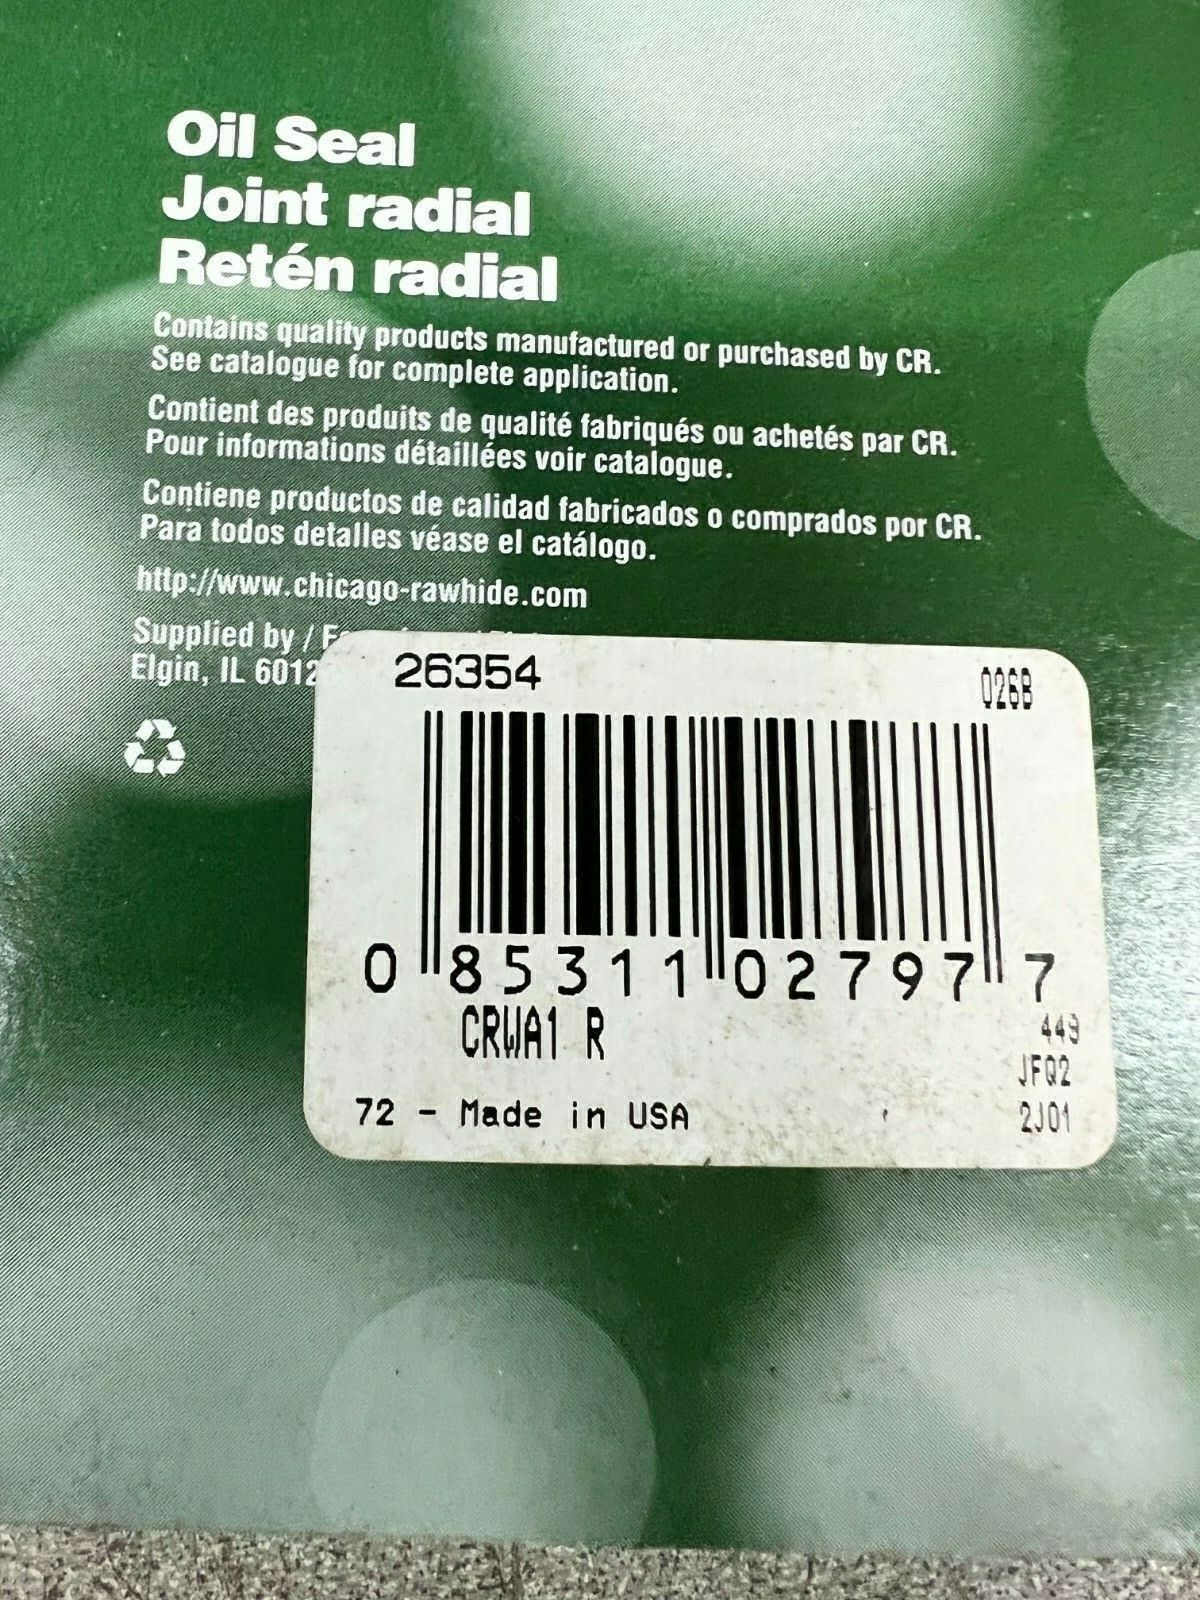 Oil Seal
Joint radial
Retén radial
Contains quality products manufactured or purchased by CR.
See catalogue for complete application.
Contient des produits de qualité fabriqués ou achetés par CR.
Pour informations détaillées voir catalogue.
Contiene productos de calidad fabricados o comprados por CR.
Para todos detalles véase el catálogo.
http://www.chicago-rawhide.com
Supplied by /
Elgin, IL 6012
26354 026B
0 85311 02797 7
CRWA1 R 449
JFQ2
72 - Made in USA 2J01